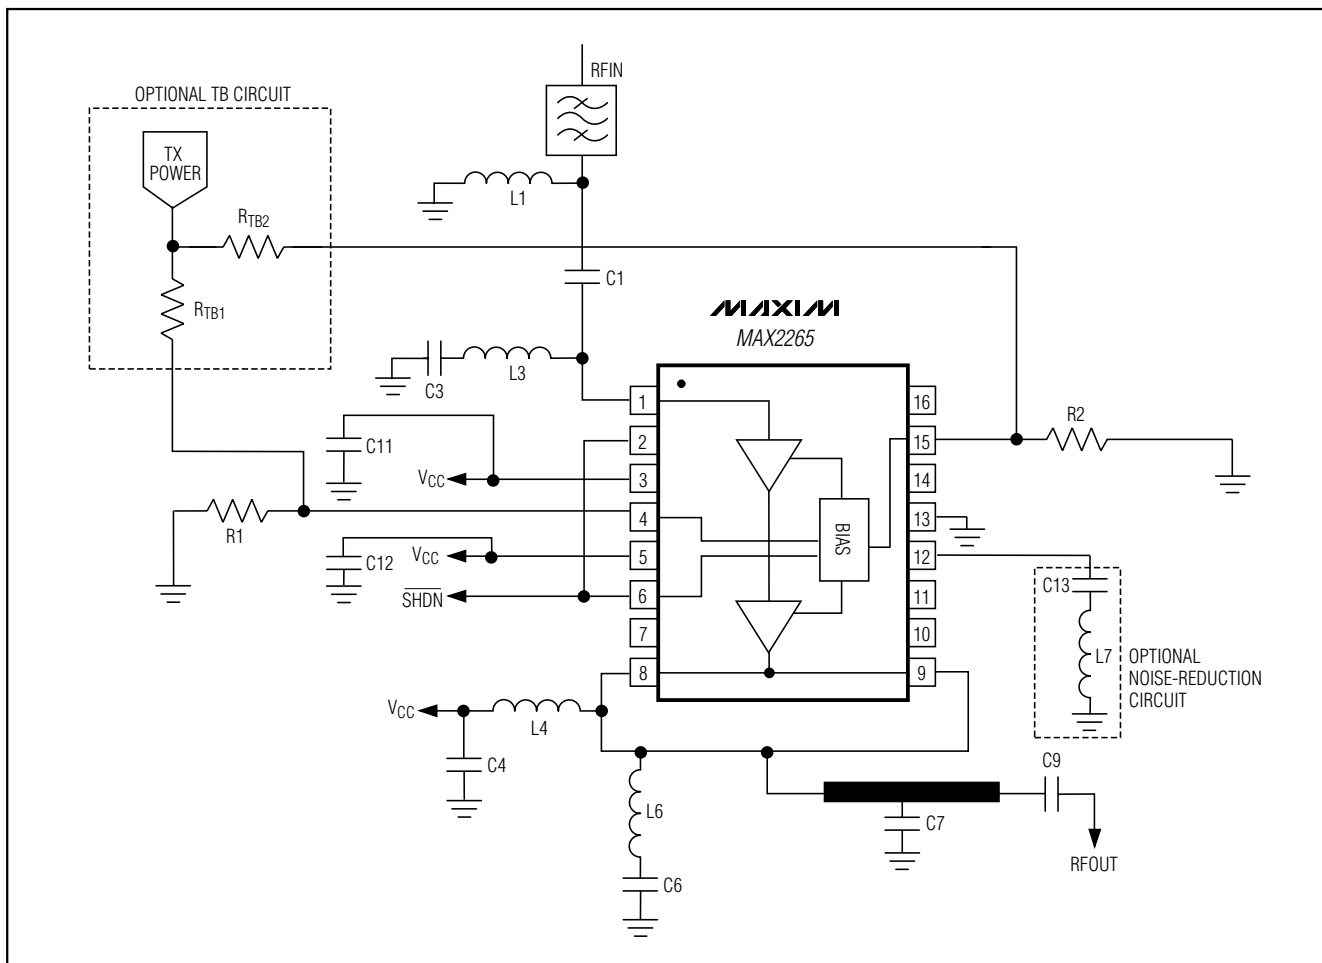 RFIN
OPTIONAL TB CIRCUIT
TX
POWER
L1
RTB2
C1
RTB1
MAXIM
MAX2265
C3
L3
1
16
R2
C11
2
15
VCC
3
14
R1
4
BIAS
13
C12
VCC
5
12
C13
SHDN
6
11
7
10
L7
OPTIONAL
NOISE-REDUCTION
CIRCUIT
8
9
VCC
L4
C4
C9
L6
C7
RFOUT
C6